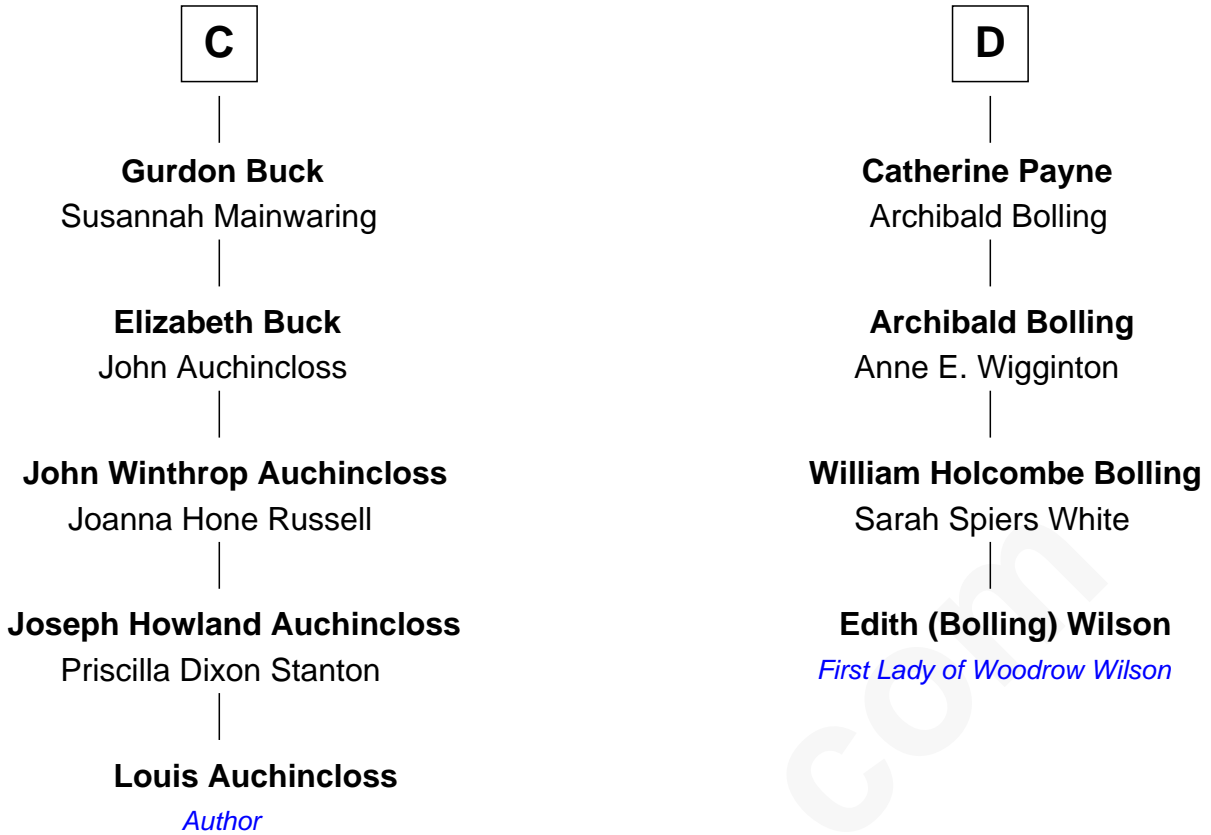 C
Gurdon Buck
Susannah Mainwaring
Elizabeth Buck
John Auchincloss
John Winthrop Auchincloss
Joanna Hone Russell
Joseph Howland Auchincloss
Priscilla Dixon Stanton
Louis Auchincloss
Author
D
Catherine Payne
Archibald Bolling
Archibald Bolling
Anne E. Wigginton
William Holcombe Bolling
Sarah Spiers White
Edith (Bolling) Wilson
First Lady of Woodrow Wilson
com